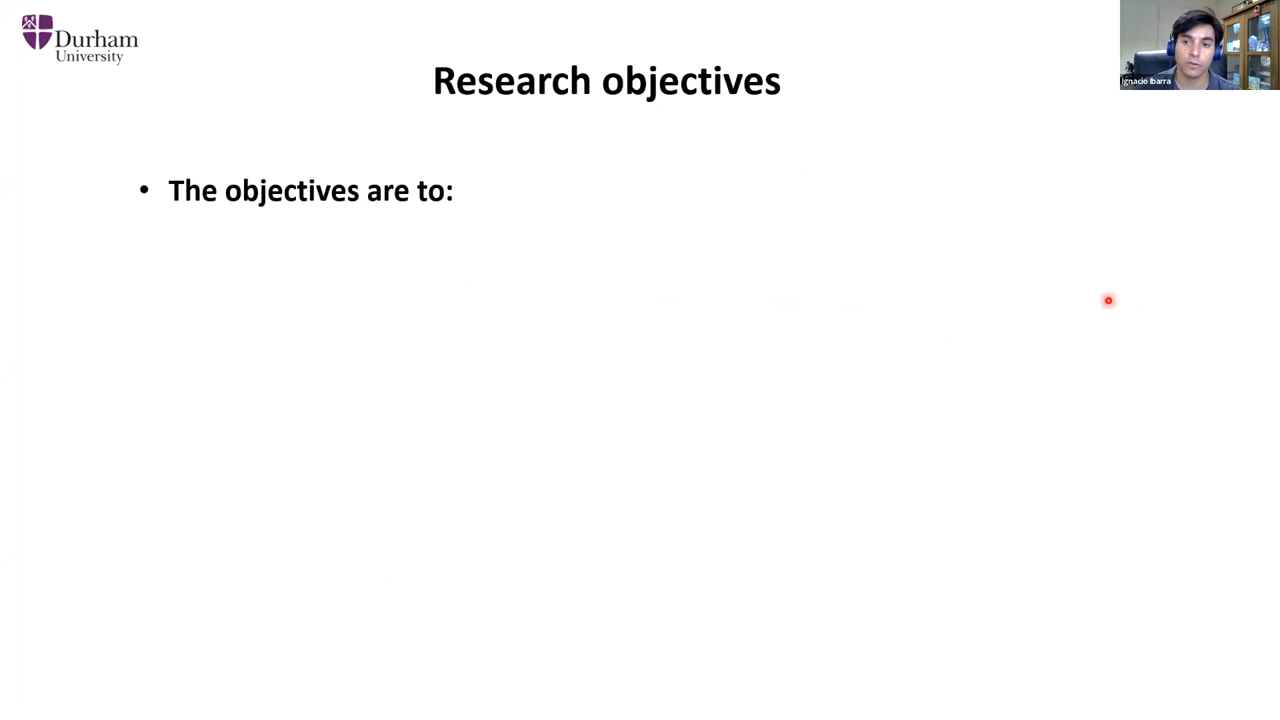 Durham
University
Research objectives
Ignacio Ibarra
• The objectives are to: